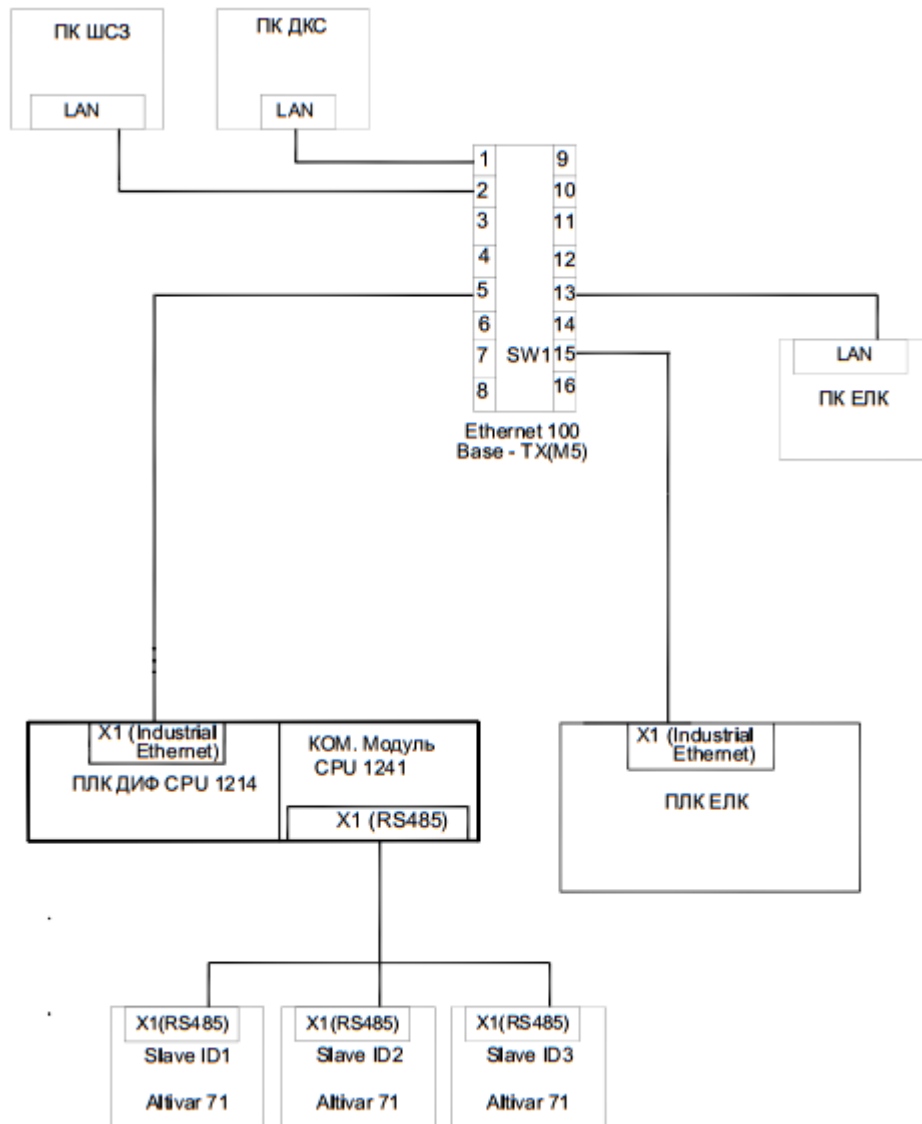 ПК ШСЗ
LAN
ПК ДКС
LAN
1
2
3
4
5
6
7
8
SW1
9
10
11
12
13
14
15
16
Ethernet 100
Base - TX(M5)
LAN
ПК ЕЛК
X1 (Industrial
Ethernet)
ПЛК ДИФ CPU 1214
КОМ. Модуль
CPU 1241
X1 (RS485)
X1 (Industrial
Ethernet)
ПЛК ЕЛК
X1(RS485)
Slave ID1
Altivar 71
X1(RS485)
Slave ID2
Altivar 71
X1(RS485)
Slave ID3
Altivar 71